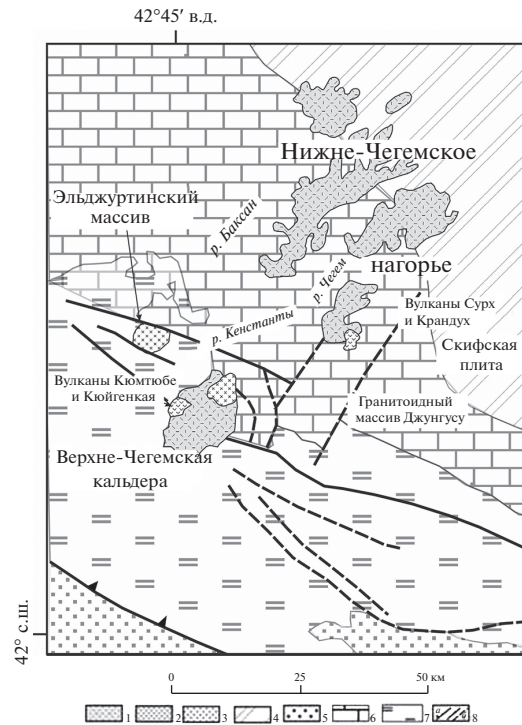 42°45′ в.д.
Нижне-Чегемское
Эльджуртинский
массив
р. Баксан
нагорье
р. Чегем
Вулканы Сурх
и Крандух
р. Кенстанты
Скифская
плита
Вулканы Кюмтюбе
и Кюйгенкая
Гранитоидный
массив Джунгусу
Верхне-Чегемская
кальдера
42° с.ш.
0 25 50 км
1 2 3 4 5 6 7 8